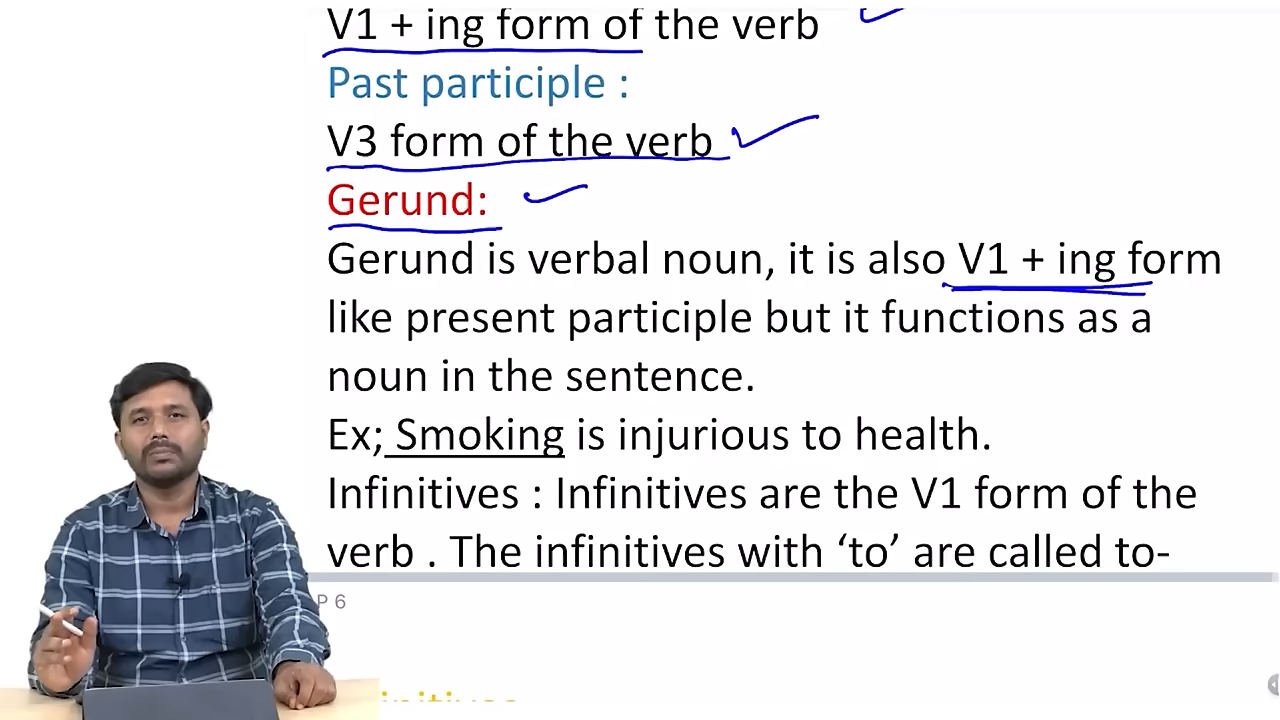 V1 + ing form of the verb
Past participle :
V3 form of the verb
Gerund:
Gerund is verbal noun, it is also V1 + ing form
like present participle but it functions as a
noun in the sentence.
Ex; Smoking is injurious to health.
Infinitives : Infinitives are the V1 form of the
verb . The infinitives with ‘to’ are called to-
P 6